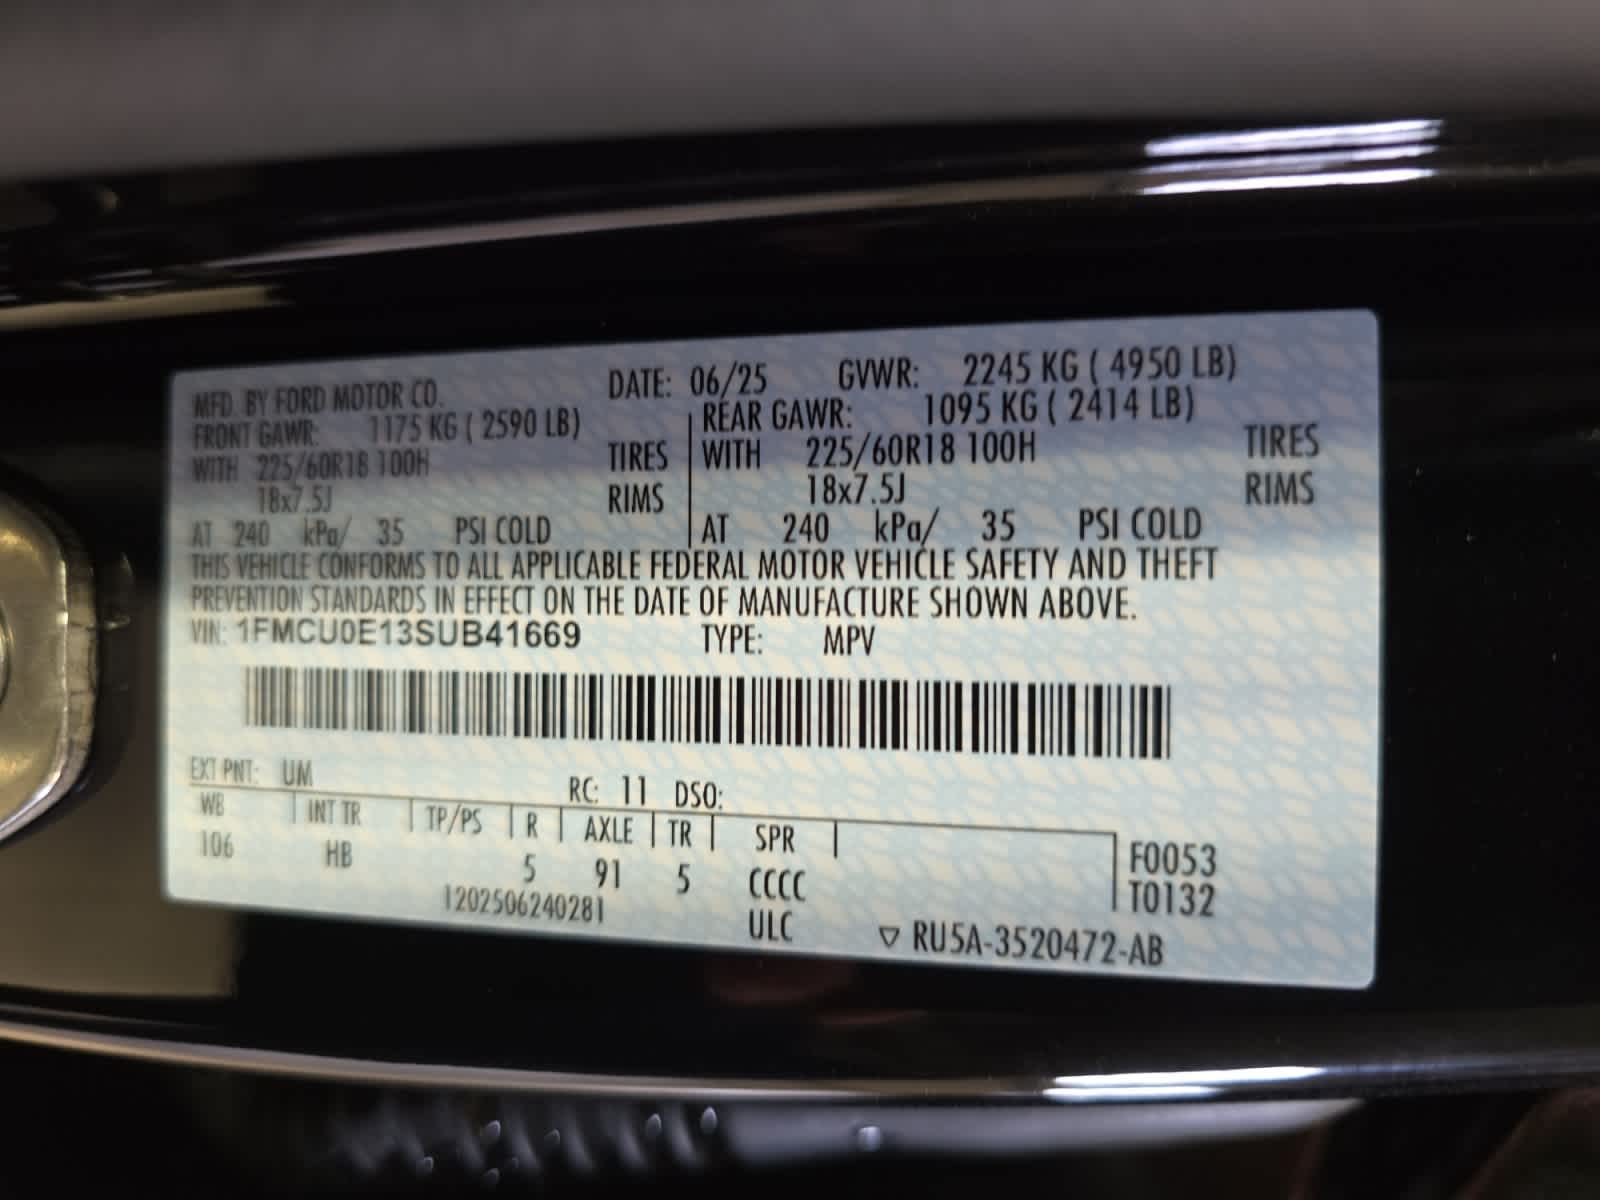 MFD. BY FORD MOTOR CO. DATE: 06/25 GVWR: 2245 KG ( 4950 LB)
FRONT GAWR: 1175 KG ( 2590 LB) REAR GAWR: 1095 KG ( 2414 LB)
WITH 225/60R18 100H TIRES WITH 225/60R18 100H TIRES
18x7.5J RIMS 18x7.5J RIMS
AT 240 kPa/ 35 PSI COLD AT 240 kPa/ 35 PSI COLD
THIS VEHICLE CONFORMS TO ALL APPLICABLE FEDERAL MOTOR VEHICLE SAFETY AND THEFT
PREVENTION STANDARDS IN EFFECT ON THE DATE OF MANUFACTURE SHOWN ABOVE.
VIN: 1FMCU0E13SUB41669 TYPE: MPV
EXT PNT: UM RC: 11 DSO:
WB INT TR TP/PS R AXLE TR SPR F0053
106 HB 5 91 5 CCCC T0132
1202506240281 ULC ▽ RU5A-3520472-AB